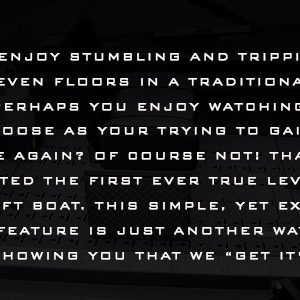 ENJOY STUMBLING AND TRIPPI
EVEN FLOORS IN A TRADITIONA
ERHAPS YOU ENJOY WATCHING
OOSE AS YOUR TRYING TO GAI
E AGAIN? OF COURSE NOT! THA
TED THE FIRST EVER TRUE LEV
FT BOAT. THIS SIMPLE, YET EX
FEATURE IS JUST ANOTHER WA
HOWING YOU THAT WE "GET IT"